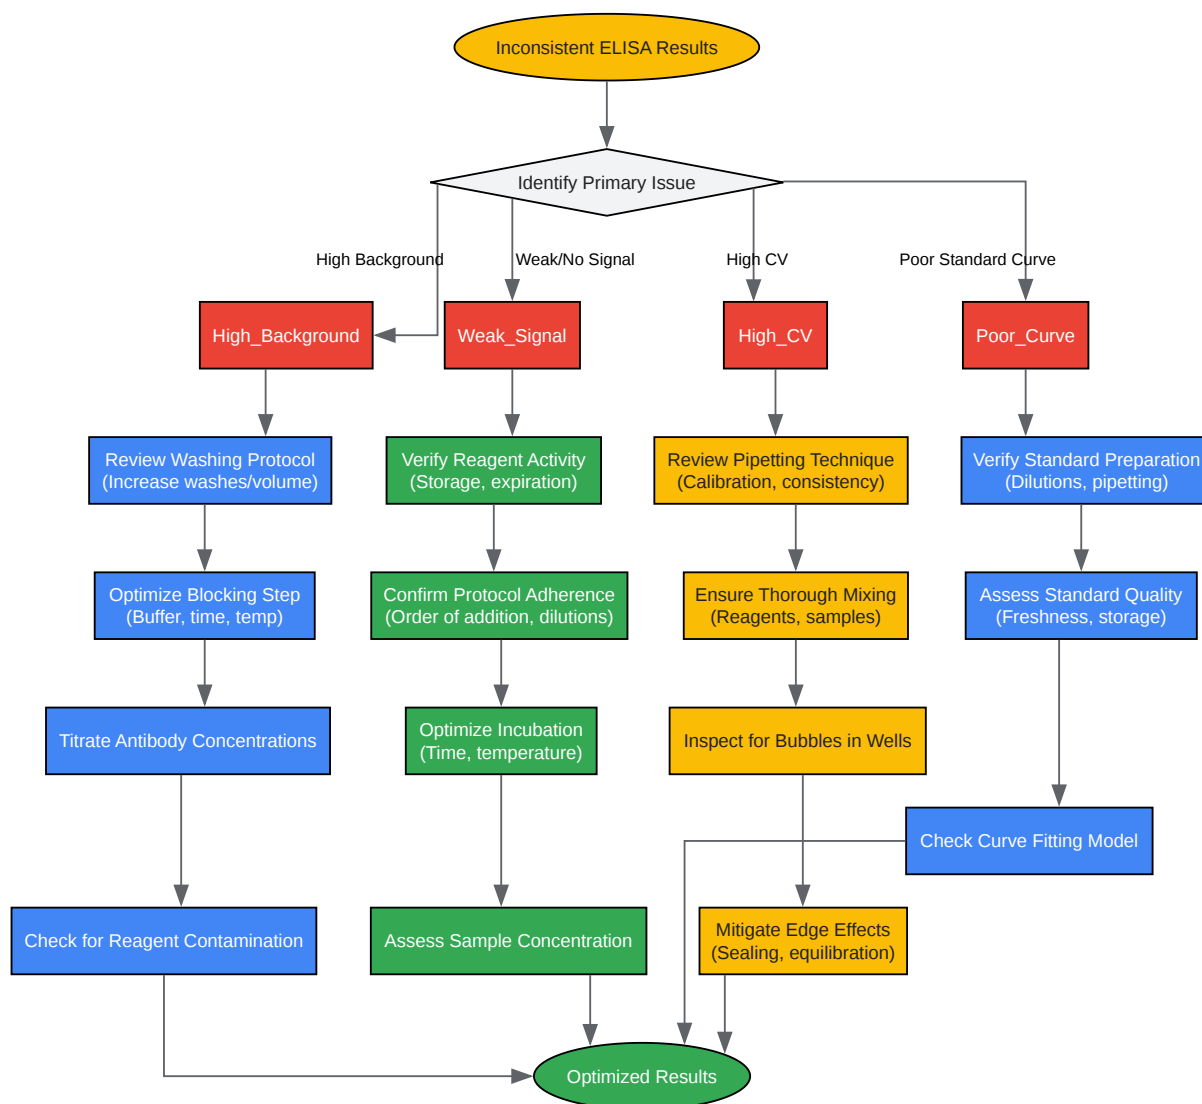 Inconsistent ELISA Results
Identify Primary Issue
High Background
Weak/No Signal
High CV
Poor Standard Curve
High_Background
Weak_Signal
High_CV
Poor_Curve
Review Washing Protocol
(Increase washes/volume)
Verify Reagent Activity
(Storage, expiration)
Review Pipetting Technique
(Calibration, consistency)
Verify Standard Preparation
(Dilutions, pipetting)
Optimize Blocking Step
(Buffer, time, temp)
Confirm Protocol Adherence
(Order of addition, dilutions)
Ensure Thorough Mixing
(Reagents, samples)
Assess Standard Quality
(Freshness, storage)
Titrate Antibody Concentrations
Optimize Incubation
(Time, temperature)
Inspect for Bubbles in Wells
Check Curve Fitting Model
Check for Reagent Contamination
Assess Sample Concentration
Mitigate Edge Effects
(Sealing, equilibration)
Optimized Results